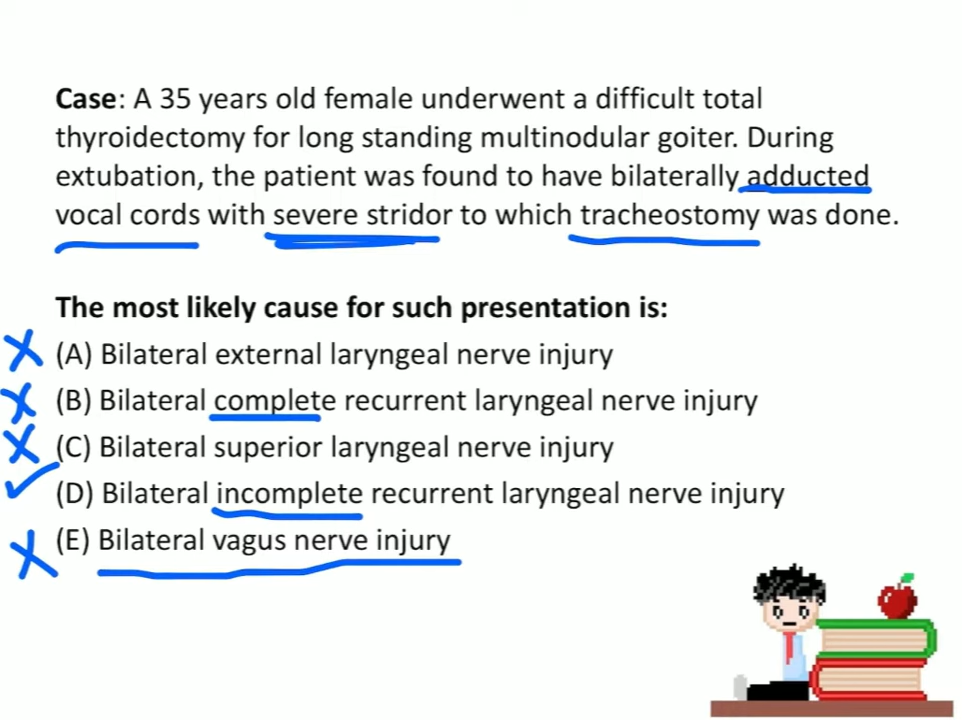 Case: A 35 years old female underwent a difficult total
thyroidectomy for long standing multinodular goiter. During
extubation, the patient was found to have bilaterally adducted
vocal cords with severe stridor to which tracheostomy was done.
The most likely cause for such presentation is:
(A) Bilateral external laryngeal nerve injury
(B) Bilateral complete recurrent laryngeal nerve injury
(C) Bilateral superior laryngeal nerve injury
(D) Bilateral incomplete recurrent laryngeal nerve injury
(E) Bilateral vagus nerve injury